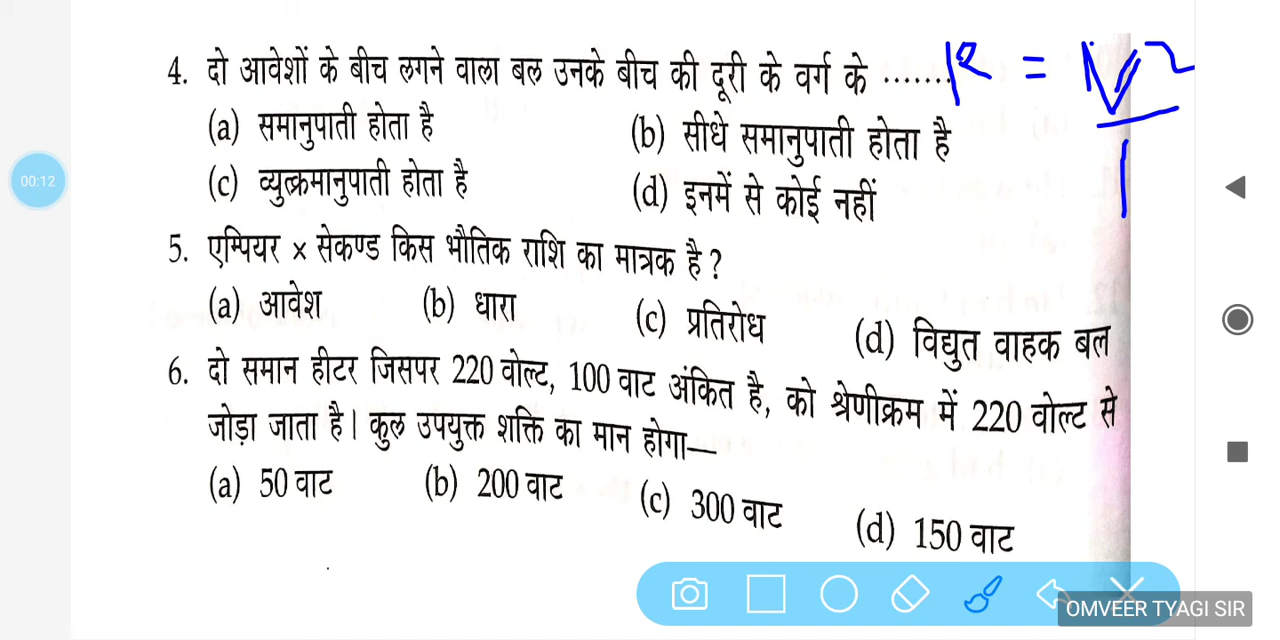 4. दो आवेशों के बीच लगने वाला बल उनके बीच की दूरी के वर्ग के ....... R = V2
(a) समानुपाती होता है (b) सीधे समानुपाती होता है
(c) व्युत्क्रमानुपाती होता है (d) इनमें से कोई नहीं
00:12
5. एम्पियर × सेकण्ड किस भौतिक राशि का मात्रक है ?
(a) आवेश (b) धारा (c) प्रतिरोध (d) विद्युत वाहक बल
6. दो समान हीटर जिसपर 220 वोल्ट, 100 वाट अंकित है, को श्रेणीक्रम में 220 वोल्ट से
जोड़ा जाता है। कुल उपयुक्त शक्ति का मान होगा—
(a) 50 वाट (b) 200 वाट (c) 300 वाट (d) 150 वाट
OMVEER TYAGI SIR